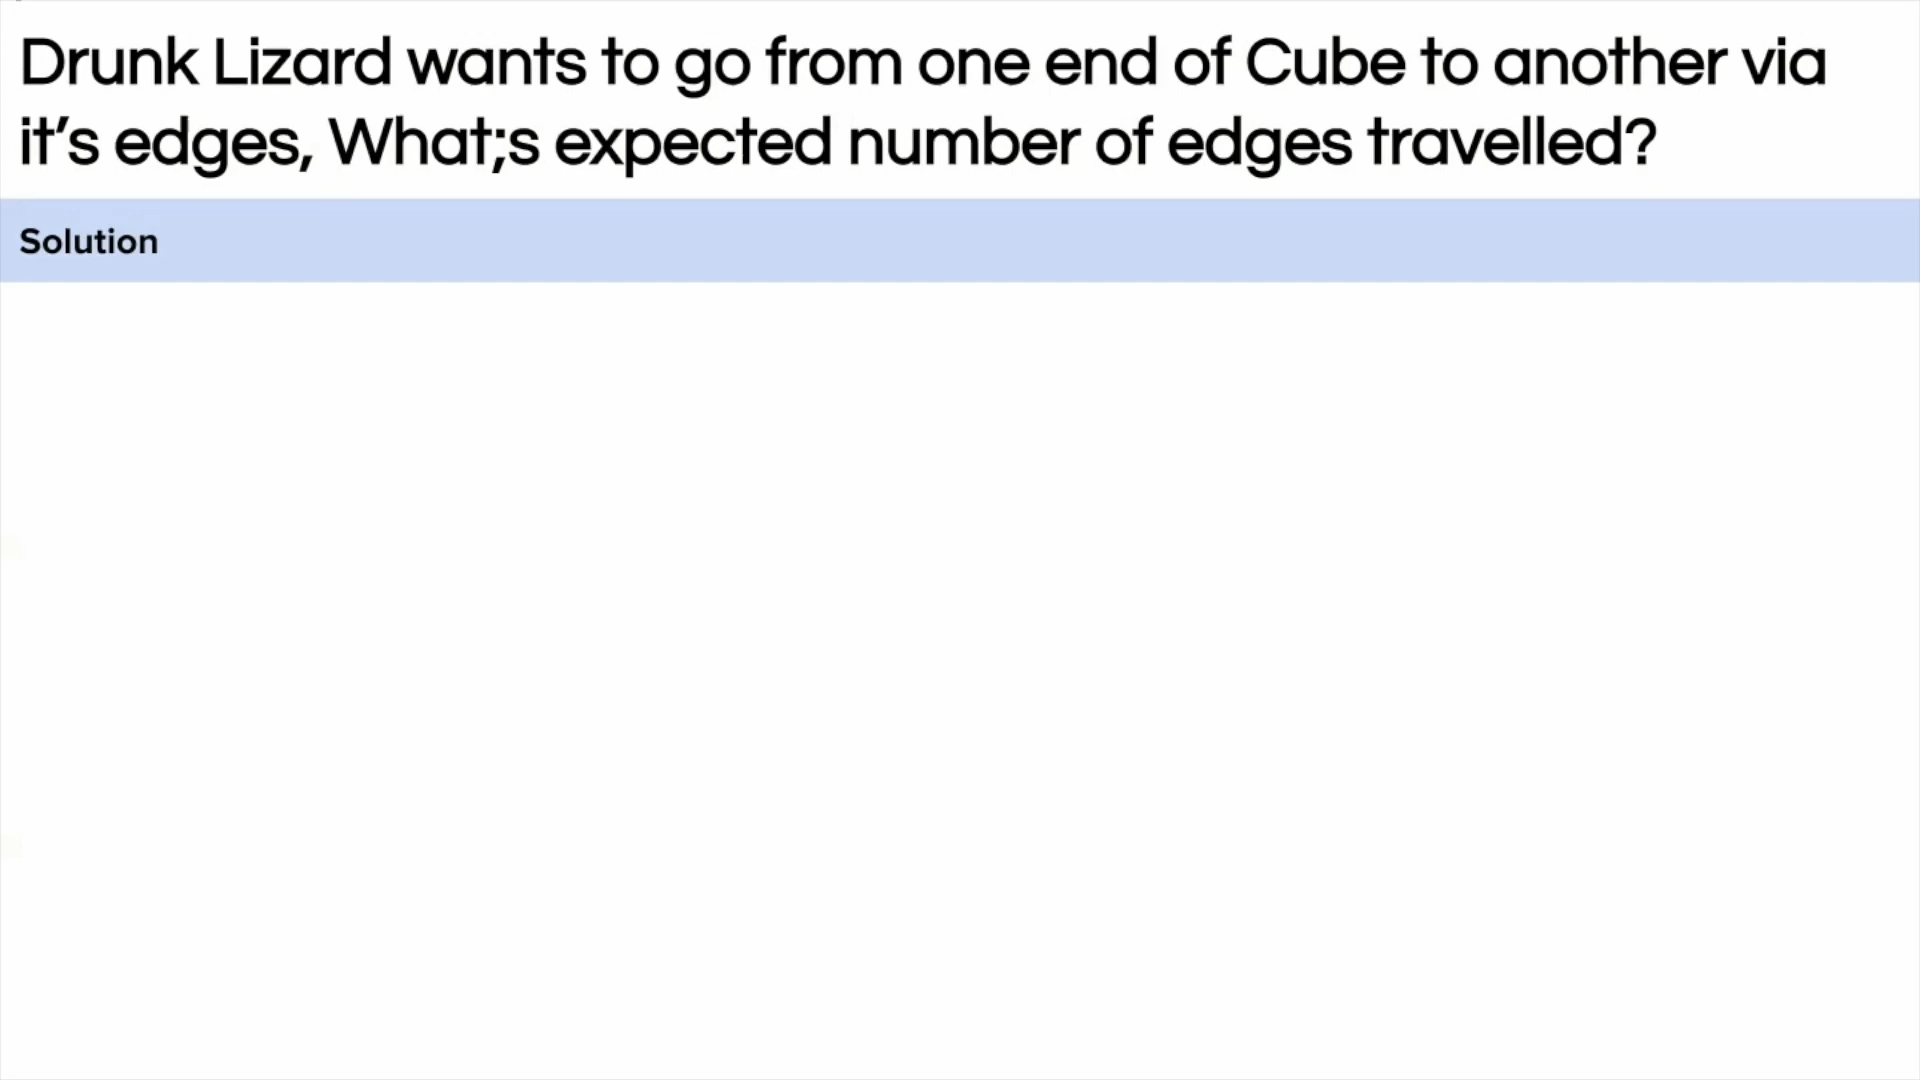 Drunk Lizard wants to go from one end of Cube to another via
it’s edges, What;s expected number of edges travelled?
Solution